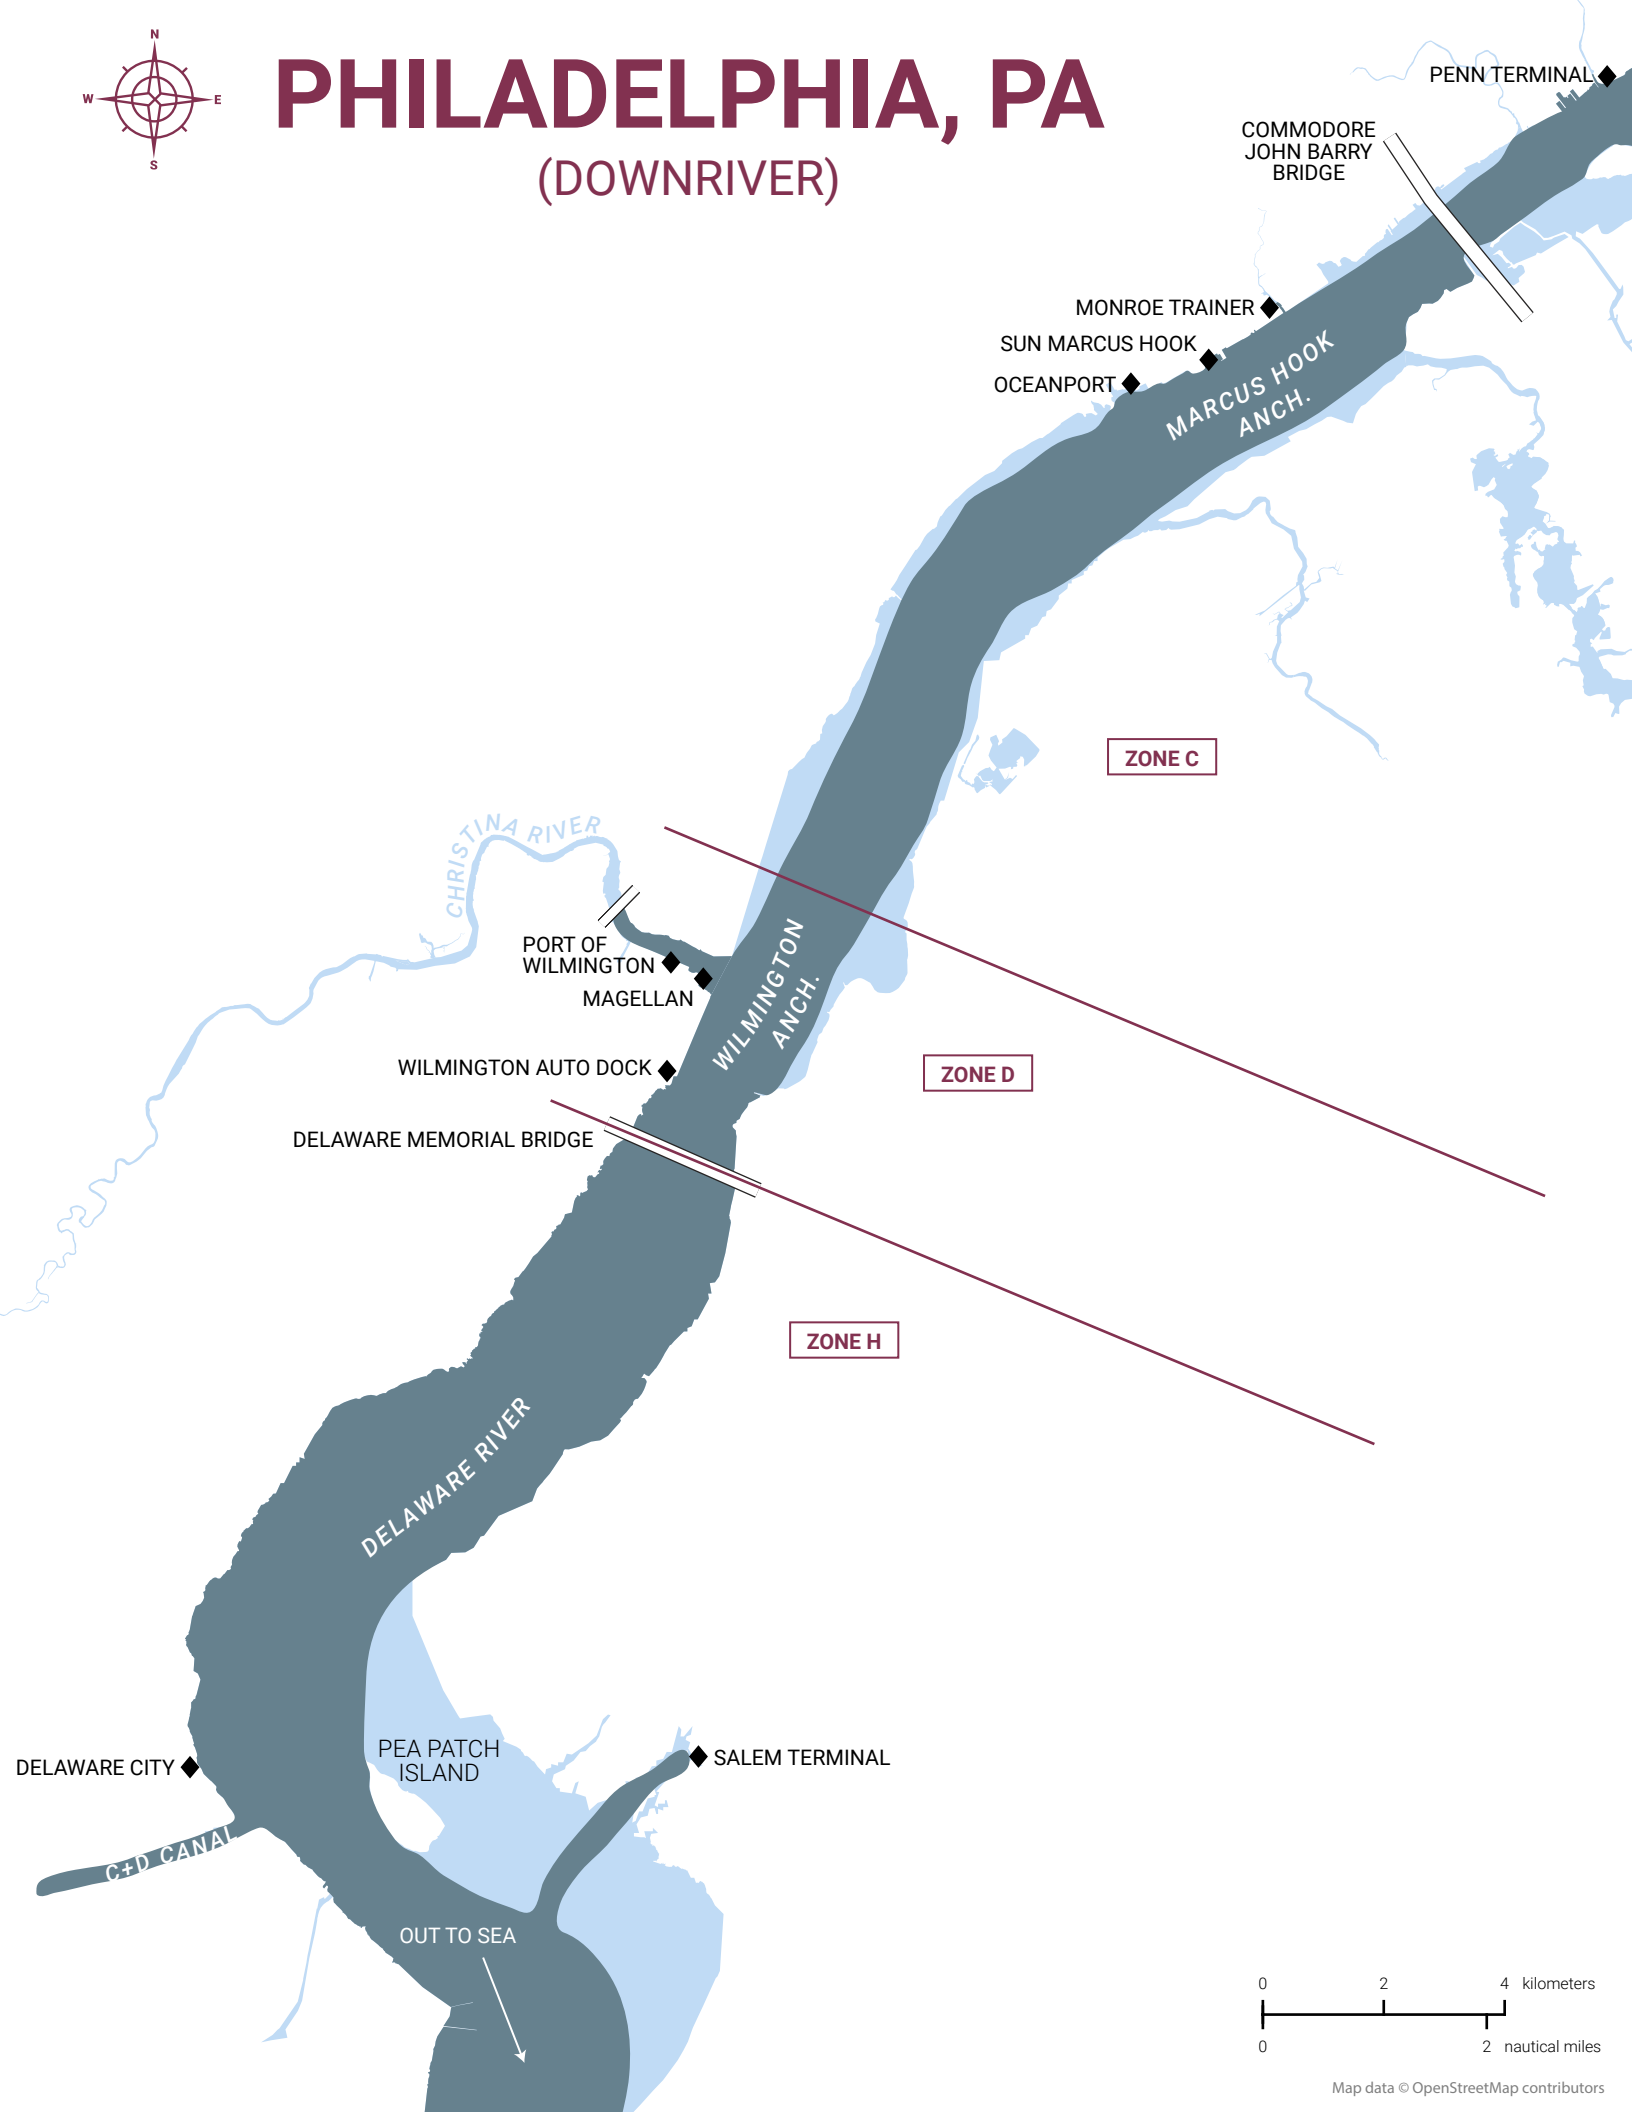 N
W
E
S
PHILADELPHIA, PA
(DOWNRIVER)
PENN TERMINAL
COMMODORE
JOHN BARRY
BRIDGE
MONROE TRAINER
SUN MARCUS HOOK
OCEANPORT
MARCUS HOOK
ANCH.
ZONE C
CHRISTINA RIVER
PORT OF
WILMINGTON
MAGELLAN
WILMINGTON
ANCH.
WILMINGTON AUTO DOCK
ZONE D
DELAWARE MEMORIAL BRIDGE
ZONE H
DELAWARE RIVER
PEA PATCH
ISLAND
SALEM TERMINAL
DELAWARE CITY
C+D CANAL
OUT TO SEA
0 2 4 kilometers
0 2 nautical miles
Map data © OpenStreetMap contributors